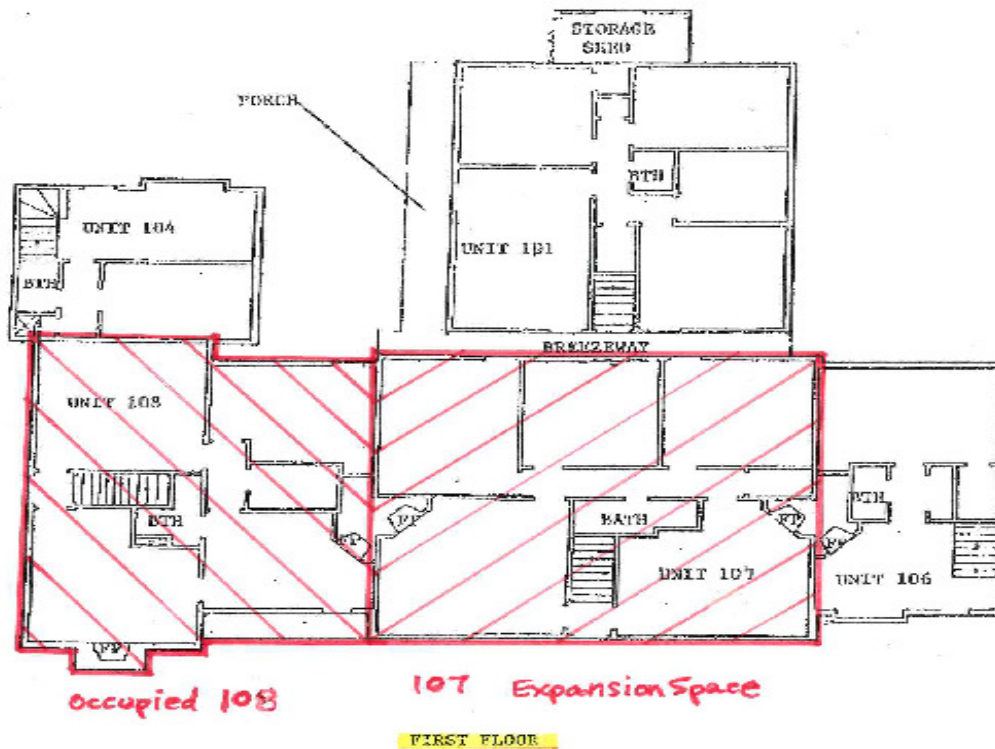 STORAGE
SHED
PORCH
BTH
UNIT 104
UNIT 101
BTH
BREEZEWAY
UNIT 108
BTH
FP
BATH
FP
BTH
FP
UNIT 107
UNIT 106
FP
Occupied 108
107 Expansion Space
FIRST FLOOR